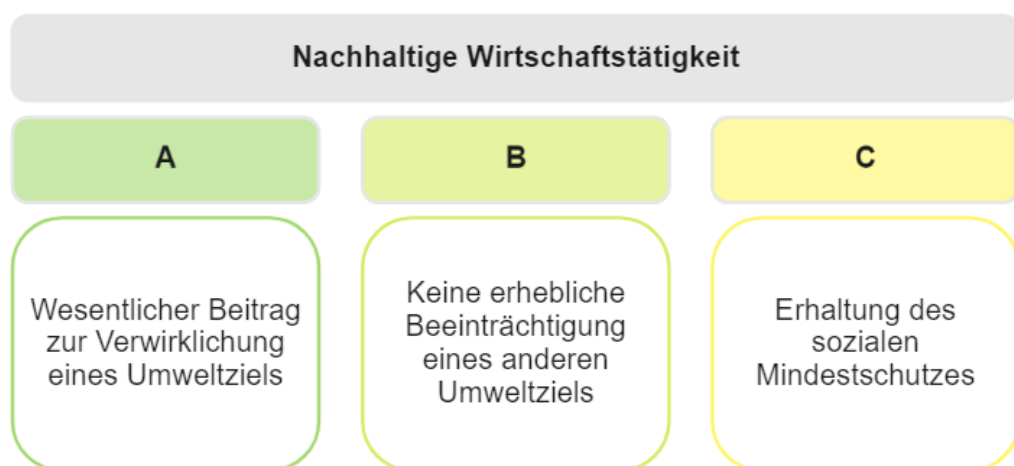 Nachhaltige Wirtschaftstätigkeit
A
B
C
Wesentlicher Beitrag
zur Verwirklichung
eines Umweltziels
Keine erhebliche
Beeinträchtigung
eines anderen
Umweltziels
Erhaltung des
sozialen
Mindestschutzes